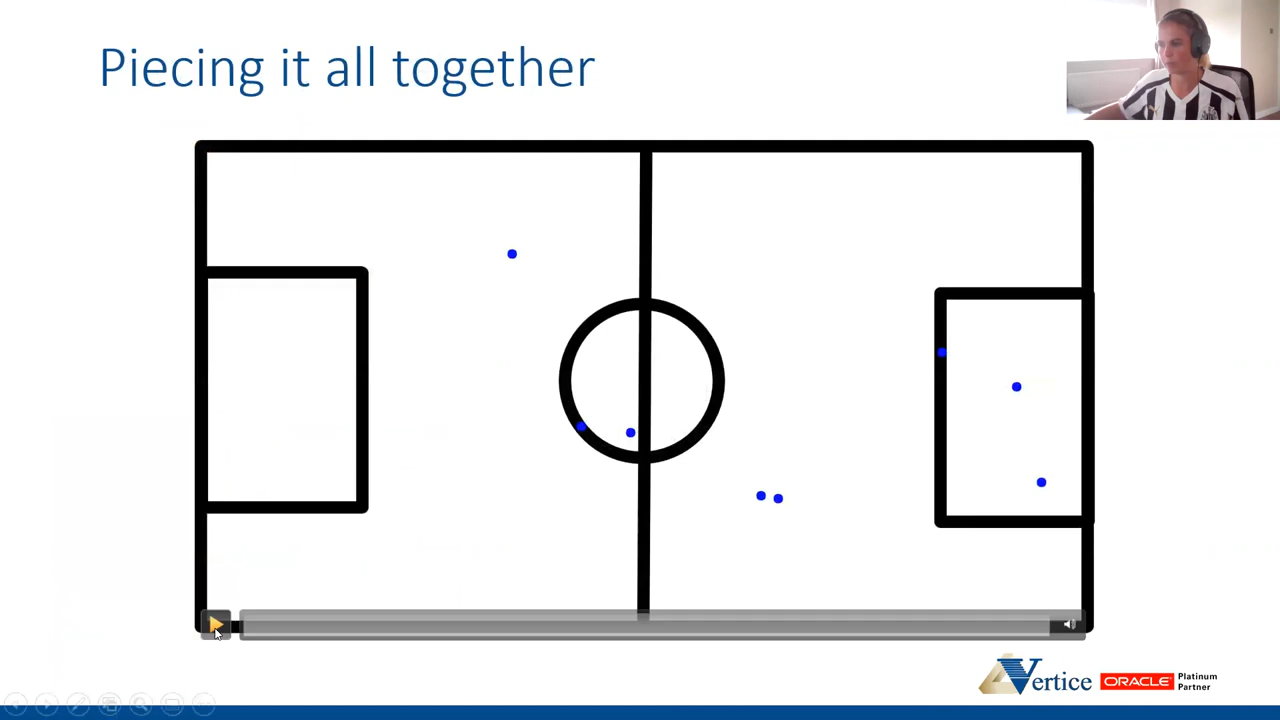 Piecing it all together
Vertice
ORACLE
Platinum
Partner